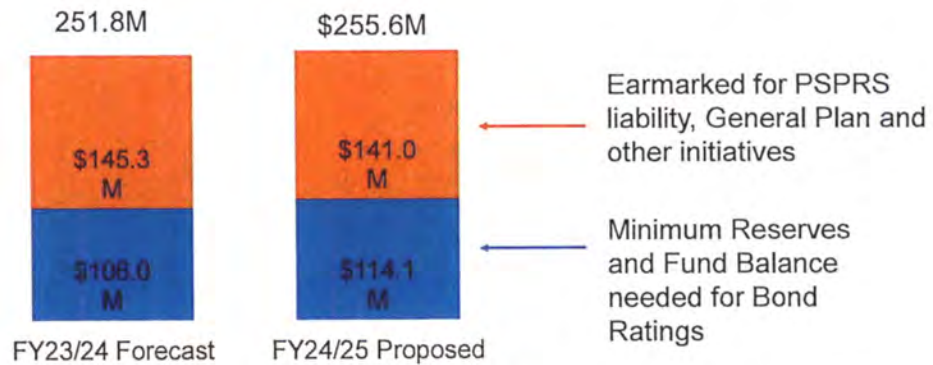 251.8M
$255.6M
$145.3
M
$141.0
M
$106.0
M
$114.1
M
FY23/24 Forecast
FY24/25 Proposed
Earmarked for PSPRS
liability, General Plan and
other initiatives
Minimum Reserves
and Fund Balance
needed for Bond
Ratings